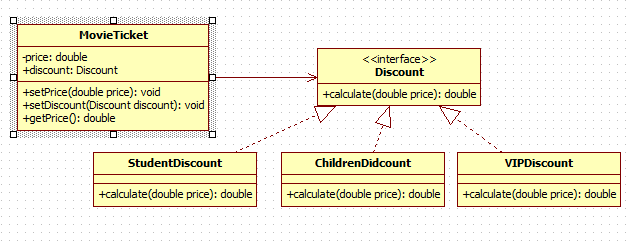 MovieTicket
-price: double
+discount: Discount
+setPrice(double price): void
+setDiscount(Discount discount): void
+getPrice(): double
<<interface>>
Discount
+calculate(double price): double
StudentDiscount
+calculate(double price): double
ChildrenDidcount
+calculate(double price): double
VIPDiscount
+calculate(double price): double